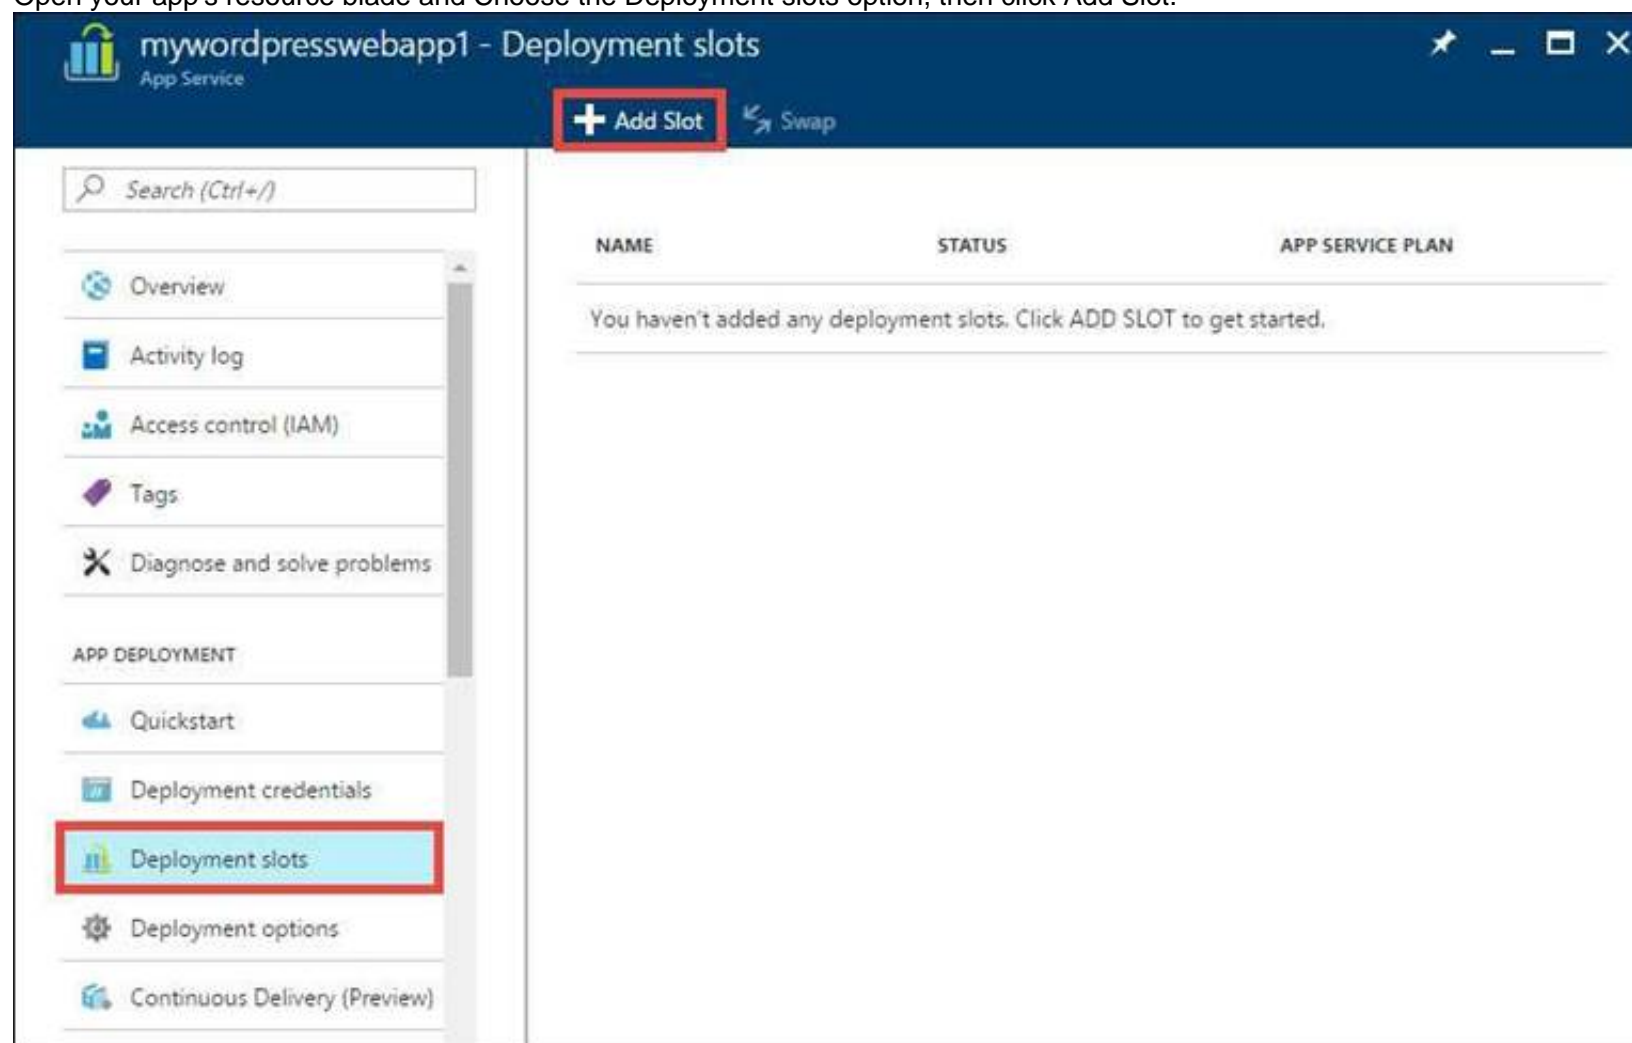 Open your app's resource blade and Choose the Deployment slots option, then click Add Slot.
mywordpresswebapp1 - Deployment slots
App Service
Add Slot
Swap
Search (Ctrl+/)
NAME STATUS APP SERVICE PLAN
You haven't added any deployment slots. Click ADD SLOT to get started.
Overview
Activity log
Access control (IAM)
Tags
Diagnose and solve problems
APP DEPLOYMENT
Quickstart
Deployment credentials
Deployment slots
Deployment options
Continuous Delivery (Preview)